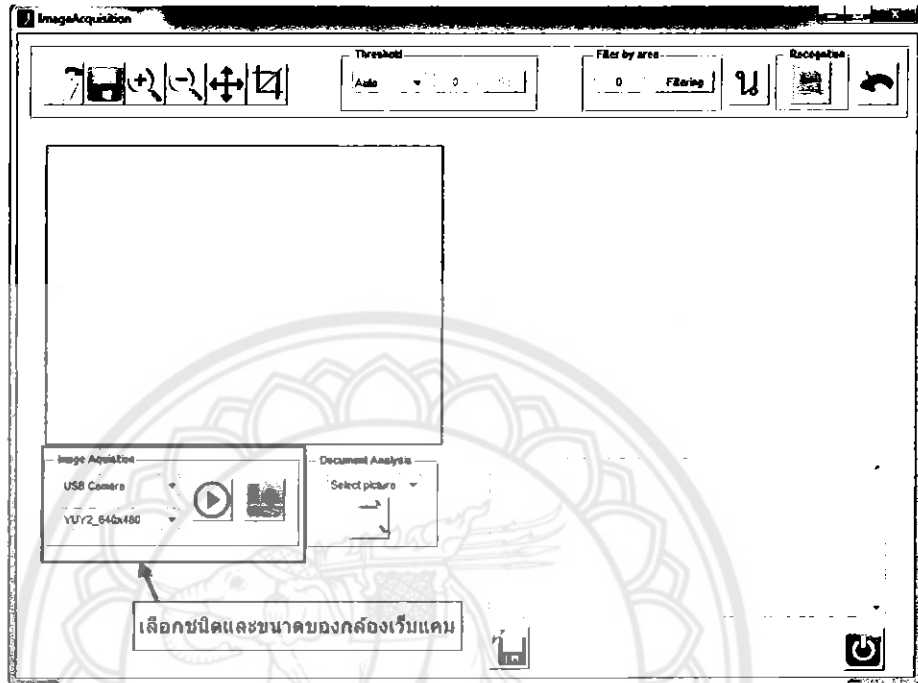 ImageAcquisition
Threshold
Filter by area
Recognition
Auto
0
0
Filtering
น
Image Aquisition
Document Analysis
USB Camera
Select picture
YUY2_640x480
เลือกชนิดและขนาดของกล้องเว็บแคม